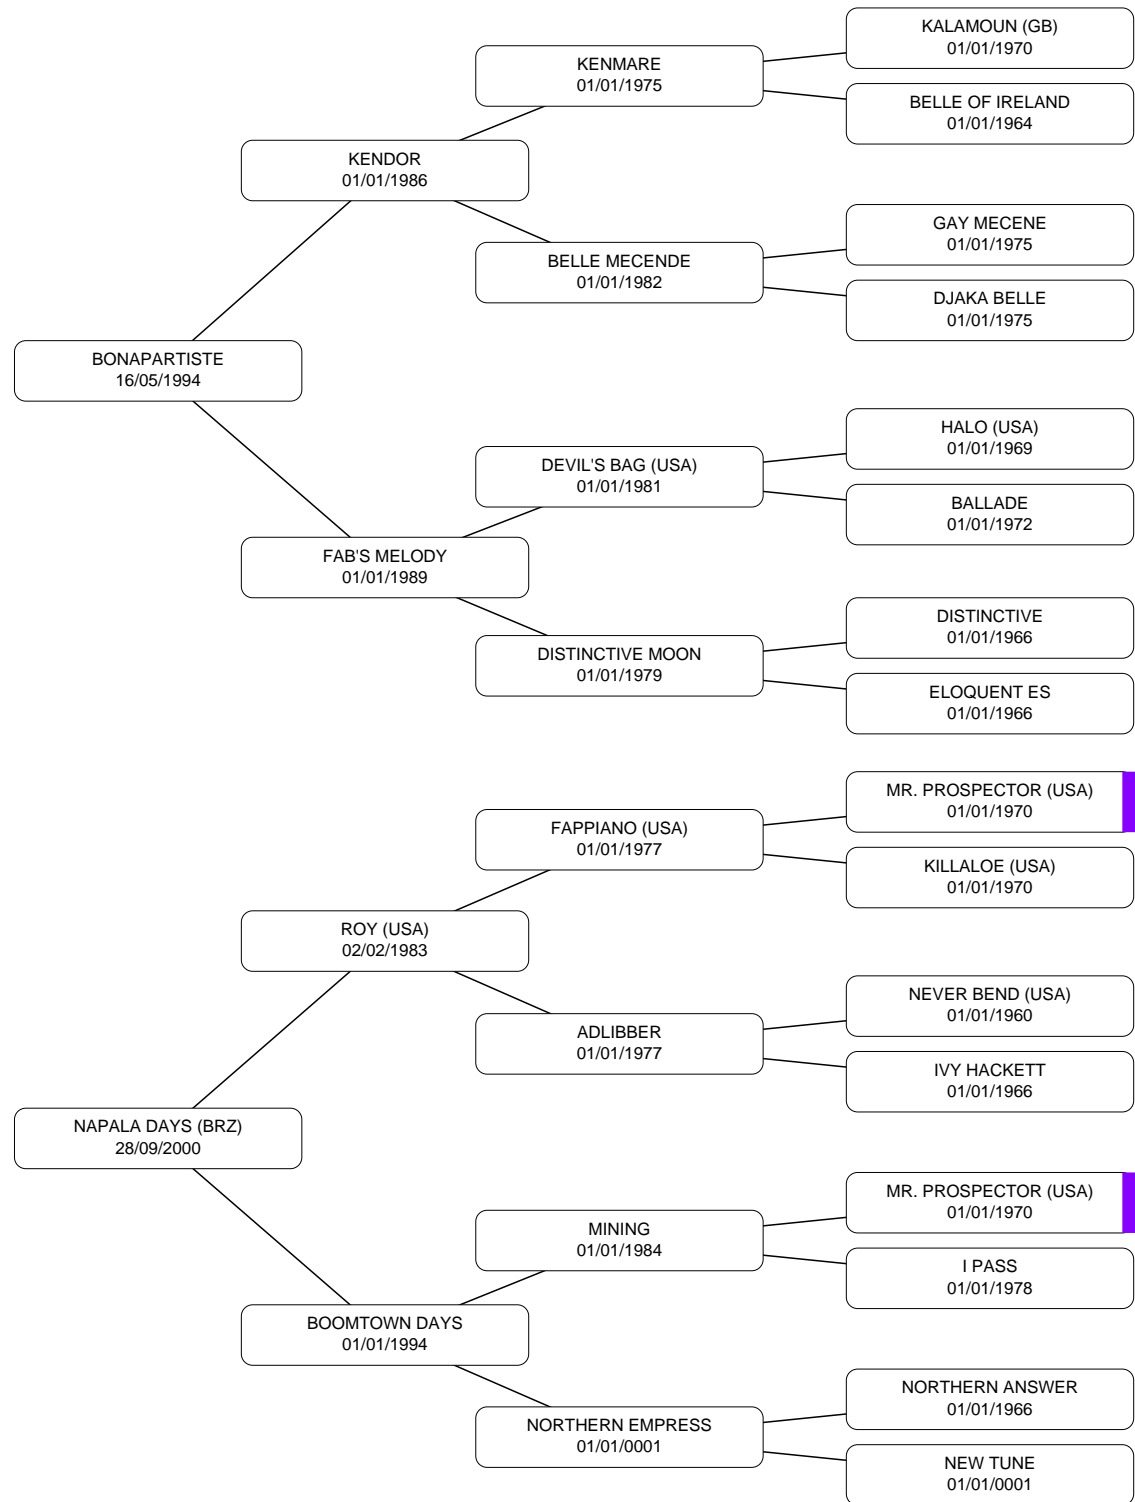 KALAMOUN (GB)
01/01/1970
KENMARE
01/01/1975
BELLE OF IRELAND
01/01/1964
KENDOR
01/01/1986
GAY MECENE
01/01/1975
BELLE MECENDE
01/01/1982
DJAKA BELLE
01/01/1975
BONAPARTISTE
16/05/1994
HALO (USA)
01/01/1969
DEVIL'S BAG (USA)
01/01/1981
BALLADE
01/01/1972
FAB'S MELODY
01/01/1989
DISTINCTIVE
01/01/1966
DISTINCTIVE MOON
01/01/1979
ELOQUENT ES
01/01/1966
MR. PROSPECTOR (USA)
01/01/1970
FAPPIANO (USA)
01/01/1977
KILLALOE (USA)
01/01/1970
ROY (USA)
02/02/1983
NEVER BEND (USA)
01/01/1960
ADLIBBER
01/01/1977
IVY HACKETT
01/01/1966
NAPALA DAYS (BRZ)
28/09/2000
MR. PROSPECTOR (USA)
01/01/1970
MINING
01/01/1984
I PASS
01/01/1978
BOOMTOWN DAYS
01/01/1994
NORTHERN ANSWER
01/01/1966
NORTHERN EMPRESS
01/01/0001
NEW TUNE
01/01/0001